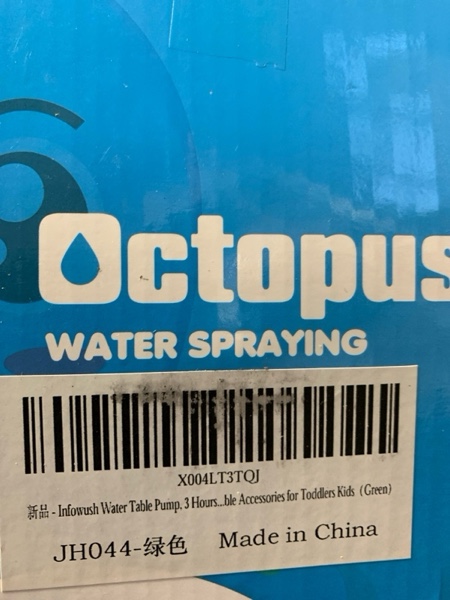 Octopus
WATER SPRAYING
X004LT3TQJ
新品 - Infowush Water Table Pump, 3 Hours...ble Accessories for Toddlers Kids (Green)
JH044-绿色 Made in China